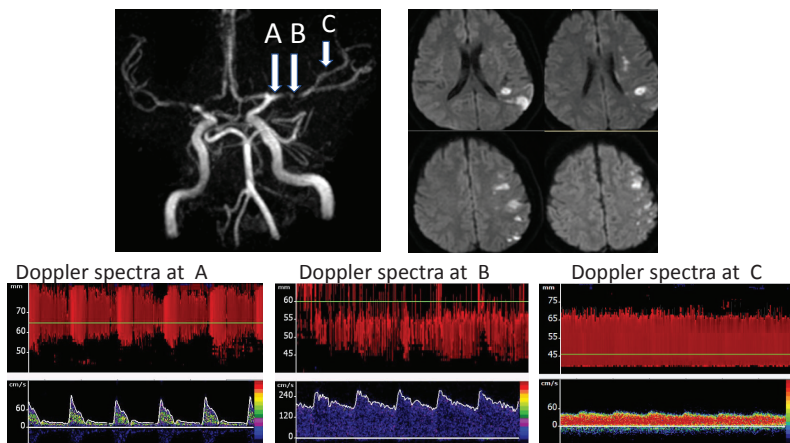 A B C
Doppler spectra at A
mm
70
60
50
cm/s
60
0
Doppler spectra at B
mm
60
55
50
45
cm/s
240
120
0
Doppler spectra at C
mm
75
65
55
45
cm/s
60
0